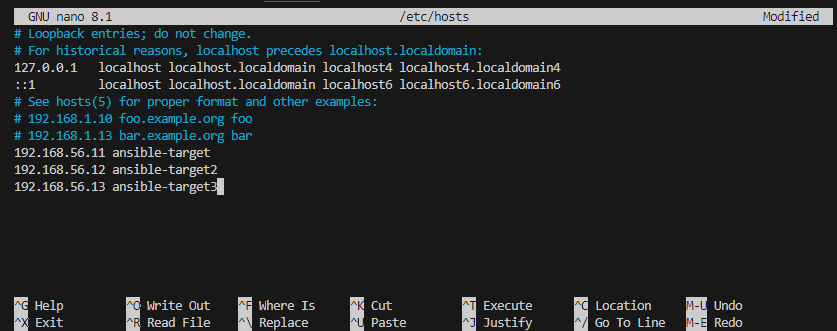 GNU nano 8.1 /etc/hosts Modified
# Loopback entries; do not change.
# For historical reasons, localhost precedes localhost.localdomain:
127.0.0.1 localhost localhost.localdomain localhost4 localhost4.localdomain4
::1 localhost localhost.localdomain localhost6 localhost6.localdomain6
# See hosts(5) for proper format and other examples:
# 192.168.1.10 foo.example.org foo
# 192.168.1.13 bar.example.org bar
192.168.56.11 ansible-target
192.168.56.12 ansible-target2
192.168.56.13 ansible-target3
^G Help ^O Write Out ^F Where Is ^K Cut ^T Execute ^C Location M-U Undo
^X Exit ^R Read File ^\ Replace ^U Paste ^J Justify ^/ Go To Line M-E Redo